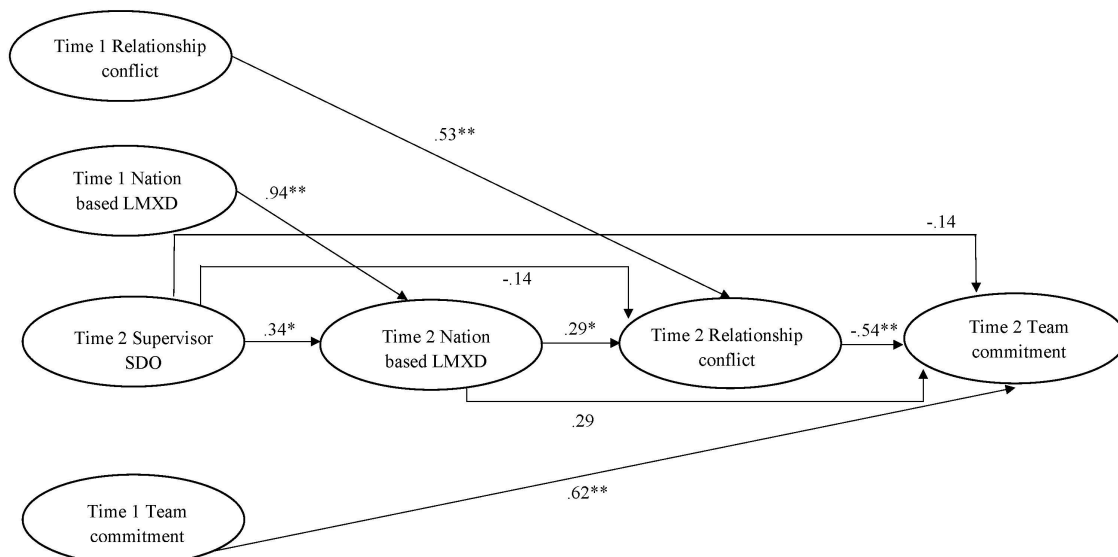 Time 1 Relationship
conflict
.53**
Time 1 Nation
based LMXD
.94**
-.14
-.14
Time 2 Supervisor
SDO
.34*
Time 2 Nation
based LMXD
.29*
Time 2 Relationship
conflict
-.54**
Time 2 Team
commitment
.29
.62**
Time 1 Team
commitment